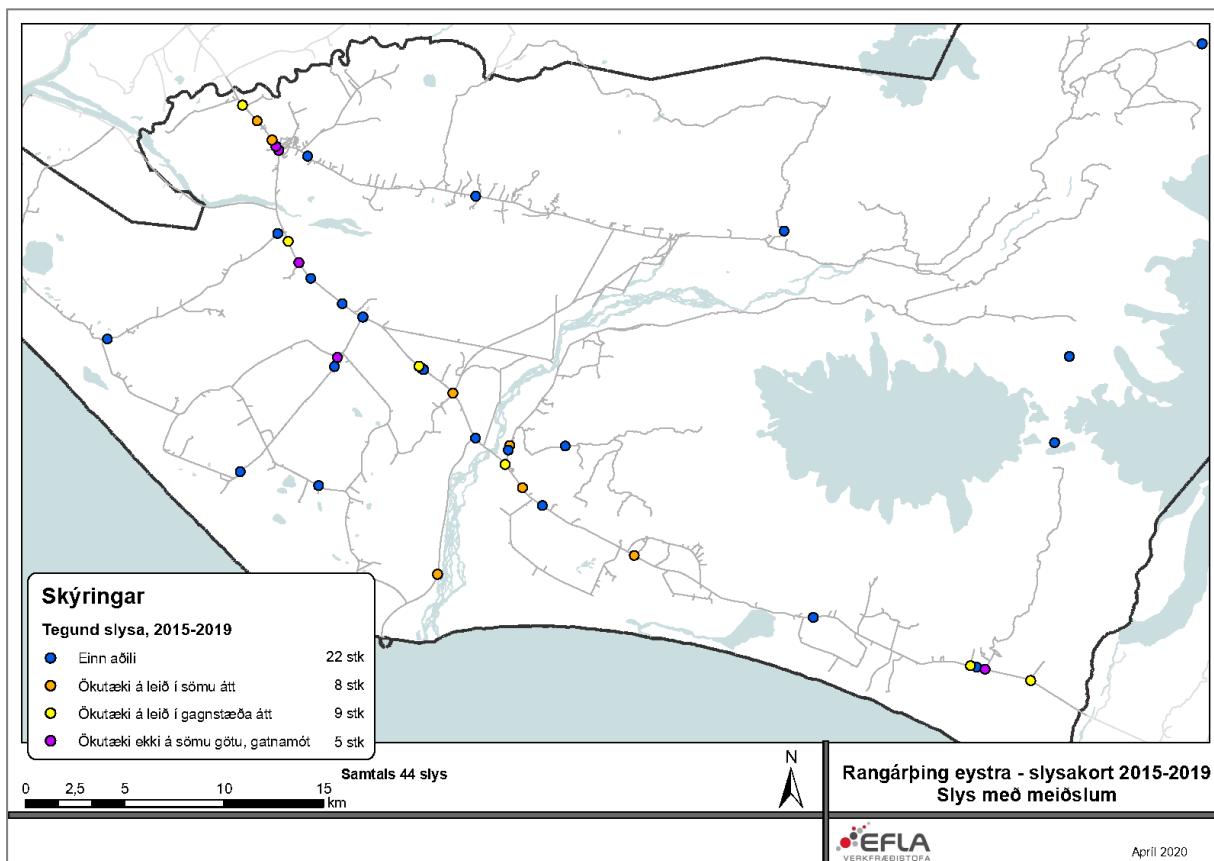 Skýringar
Tegund slysa, 2015-2019
Einn aðili 22 stk
Ökutæki á leið í sömu átt 8 stk
Ökutæki á leið í gagnstæða átt 9 stk
Ökutæki ekki á sömu götu, gatnamót 5 stk
Samtals 44 slys
0 2,5 5 10 15
km
N
Rangárþing eystra - slysakort 2015-2019
Slys með meiðslum
EFLA
VERKFRÆÐISTOFA
Apríl 2020